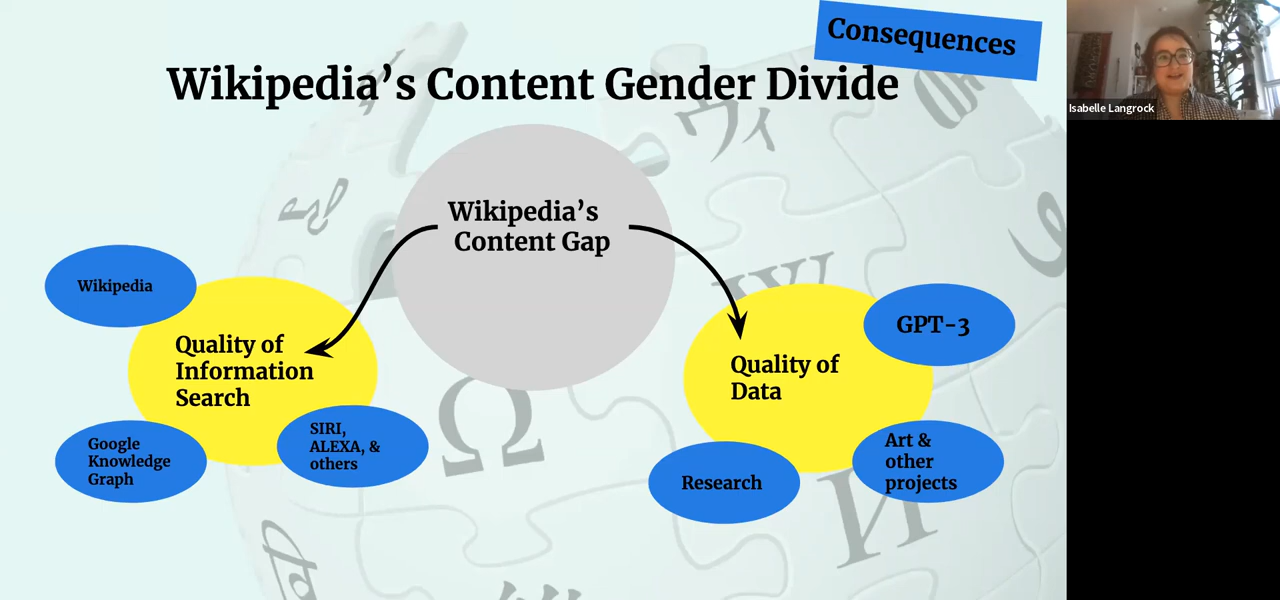 Consequences
Wikipedia's Content Gender Divide
Isabelle Langrock
Wikipedia's
Content Gap
Wikipedia
Quality of
Information
Search
Google
Knowledge
Graph
SIRI,
ALEXA, &
others
Quality of
Data
GPT-3
Research
Art &
other
projects
Ω
W
И